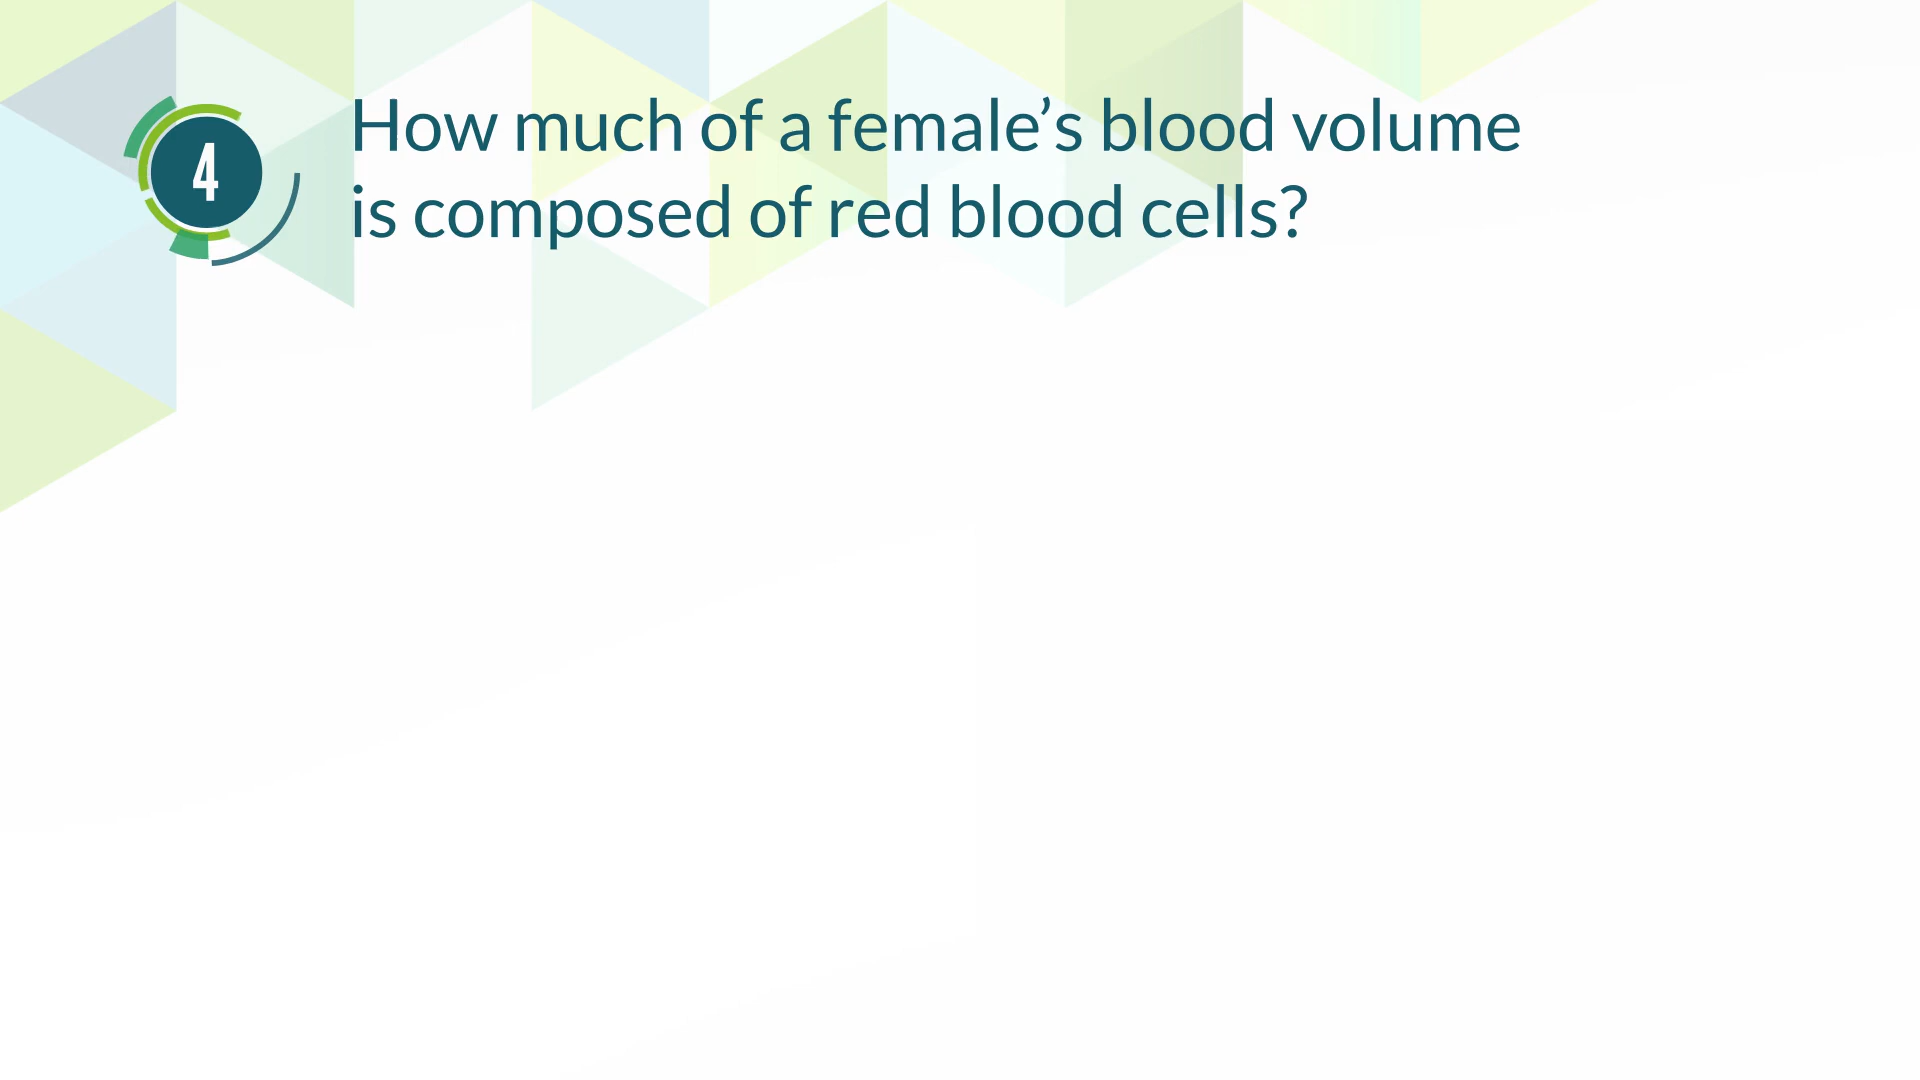 4
How much of a female’s blood volume
is composed of red blood cells?